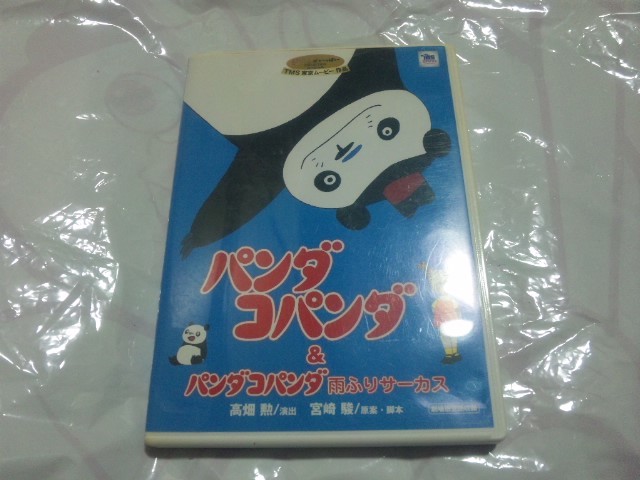 TMS 東京ムービー作品
パンダ
コパンダ
&
パンダコパンダ 雨ふりサーカス
高畑 勲/演出 宮崎 駿/原案・脚本